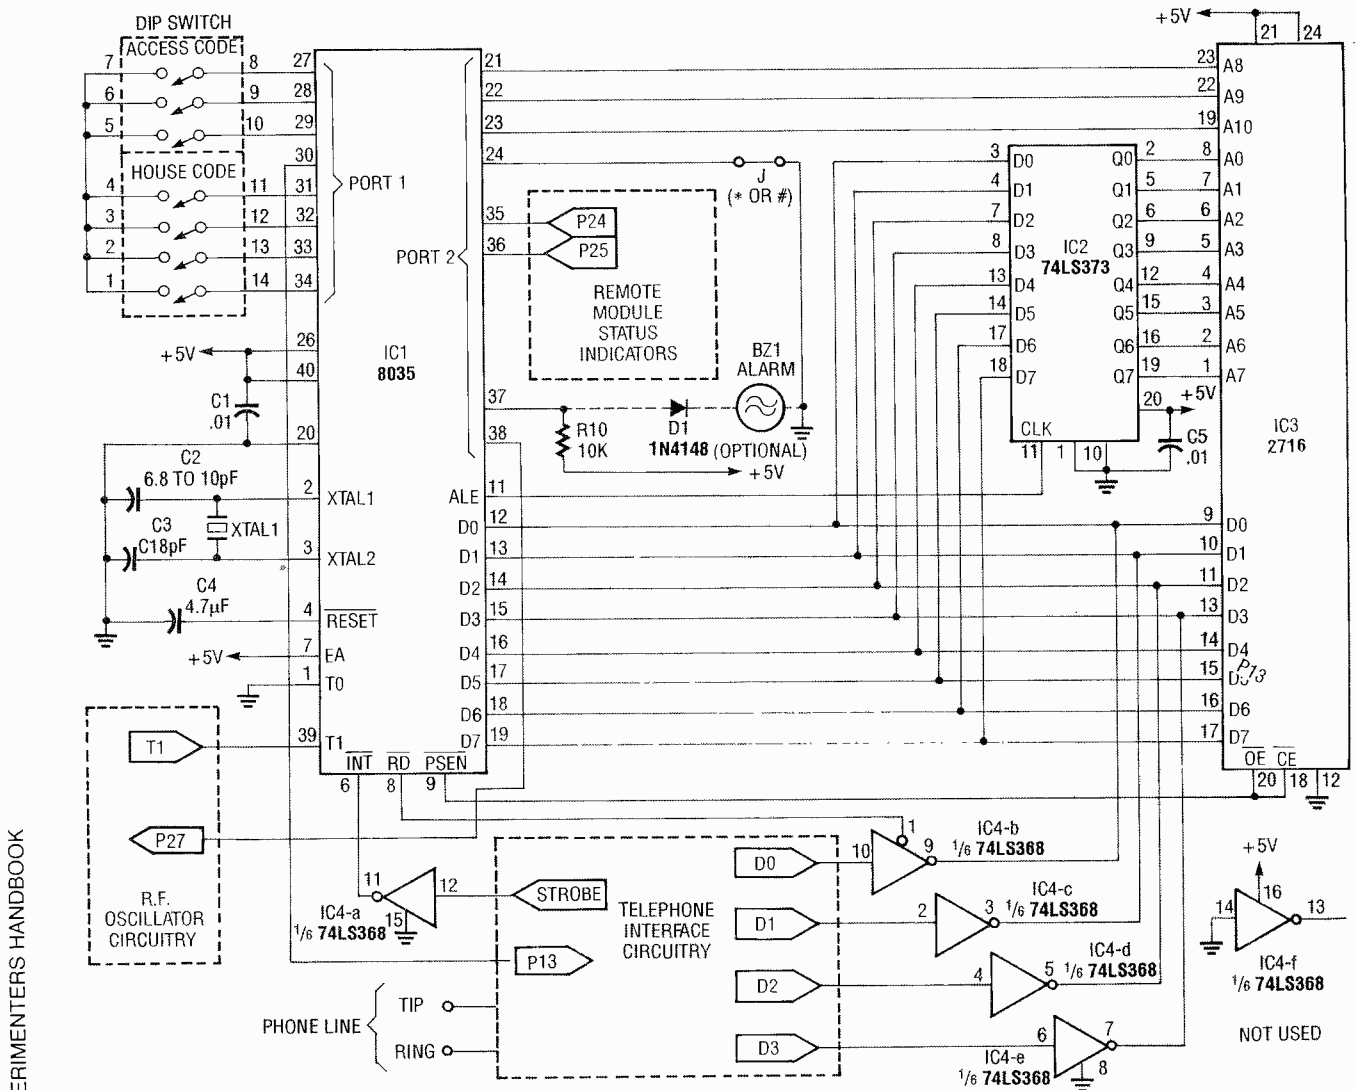 DIP SWITCH
ACCESS CODE
7 8 27
6 9 28
5 10 29
30
HOUSE CODE
4 11 31
3 12 32
2 13 33
1 14 34
PORT 1
PORT 2
IC1
8035
21
22
23
24
35
36
37
38
J
(* OR #)
P24
P25
REMOTE
MODULE
STATUS
INDICATORS
+5V
26
40
C1
.01
20
C2
6.8 TO 10pF
2 XTAL1
XTAL1
C3
C18pF
3 XTAL2
C4
4.7µF
4 RESET
+5V 7 EA
1 T0
T1 39 T1
P27
R.F.
OSCILLATOR
CIRCUITRY
R10
10K
D1
1N4148 (OPTIONAL)
+5V
BZ1
ALARM
ALE 11
D0 12
D1 13
D2 14
D3 15
D4 16
D5 17
D6 18
D7 19
INT RD PSEN
6 8 9
3 D0 Q0 2
4 D1 Q1 5
7 D2 Q2 6
8 D3 Q3 9
13 D4 Q4 12
14 D5 Q5 15
17 D6 Q6 16
18 D7 Q7 19
IC2
74LS373
CLK
11 1 10
20 +5V
C5
.01
+5V
21 24
23 A8
22 A9
19 A10
8 A0
7 A1
6 A2
5 A3
4 A4
3 A5
2 A6
1 A7
IC3
2716
9 D0
10 D1
11 D2
13 D3
14 D4
15 P13
16 D6
17 D7
OE CE
20 18 12
11 12
15
IC4-a
1/6 74LS368
STROBE
P13
TELEPHONE
INTERFACE
CIRCUITRY
PHONE LINE
TIP
RING
D0 10 1 9
IC4-b
1/6 74LS368
D1 2 3
IC4-c
1/6 74LS368
D2 4 5
IC4-d
1/6 74LS368
D3 6 7 8
IC4-e
1/6 74LS368
+5V
14 16 13
IC4-f
1/6 74LS368
NOT USED
ERIMENTERS HANDBOOK